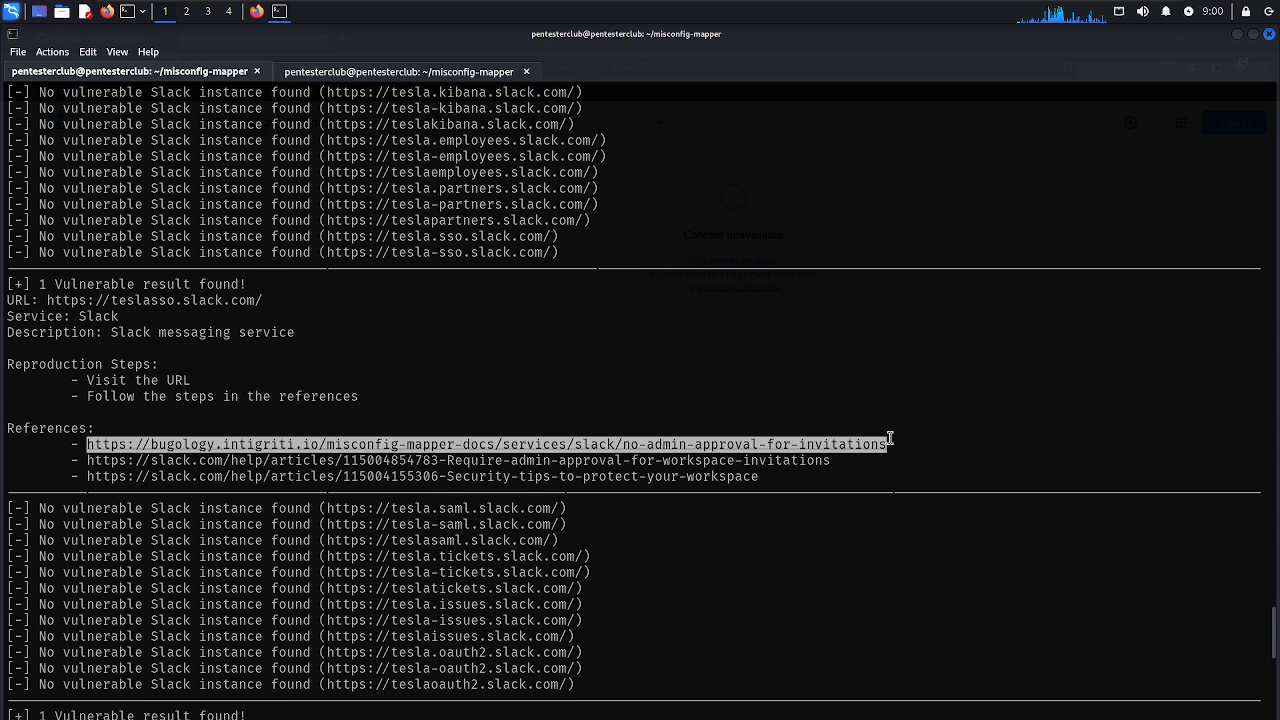 1 2 3 4 9:00
pentesterclub@pentesterclub: ~/misconfig-mapper
File Actions Edit View Help
pentesterclub@pentesterclub: ~/misconfig-mapper × pentesterclub@pentesterclub: ~/misconfig-mapper ×
[-] No vulnerable Slack instance found (https://tesla.kibana.slack.com/)
[-] No vulnerable Slack instance found (https://tesla-kibana.slack.com/)
[-] No vulnerable Slack instance found (https://teslakibana.slack.com/)
[-] No vulnerable Slack instance found (https://tesla.employees.slack.com/)
[-] No vulnerable Slack instance found (https://tesla-employees.slack.com/)
[-] No vulnerable Slack instance found (https://teslaemployees.slack.com/)
[-] No vulnerable Slack instance found (https://tesla.partners.slack.com/)
[-] No vulnerable Slack instance found (https://tesla-partners.slack.com/)
[-] No vulnerable Slack instance found (https://teslapartners.slack.com/)
[-] No vulnerable Slack instance found (https://tesla.sso.slack.com/)
[-] No vulnerable Slack instance found (https://tesla-sso.slack.com/)
[+] 1 Vulnerable result found!
URL: https://teslasso.slack.com/
Service: Slack
Description: Slack messaging service
Reproduction Steps:
- Visit the URL
- Follow the steps in the references
References:
- https://bugology.intigriti.io/misconfig-mapper-docs/services/slack/no-admin-approval-for-invitations
- https://slack.com/help/articles/115004854783-Require-admin-approval-for-workspace-invitations
- https://slack.com/help/articles/115004155306-Security-tips-to-protect-your-workspace
[-] No vulnerable Slack instance found (https://tesla.saml.slack.com/)
[-] No vulnerable Slack instance found (https://tesla-saml.slack.com/)
[-] No vulnerable Slack instance found (https://teslasaml.slack.com/)
[-] No vulnerable Slack instance found (https://tesla.tickets.slack.com/)
[-] No vulnerable Slack instance found (https://tesla-tickets.slack.com/)
[-] No vulnerable Slack instance found (https://teslatickets.slack.com/)
[-] No vulnerable Slack instance found (https://tesla.issues.slack.com/)
[-] No vulnerable Slack instance found (https://tesla-issues.slack.com/)
[-] No vulnerable Slack instance found (https://teslaissues.slack.com/)
[-] No vulnerable Slack instance found (https://tesla.oauth2.slack.com/)
[-] No vulnerable Slack instance found (https://tesla-oauth2.slack.com/)
[-] No vulnerable Slack instance found (https://teslaoauth2.slack.com/)
[+] 1 Vulnerable result found!
Sign in
Content unavailable